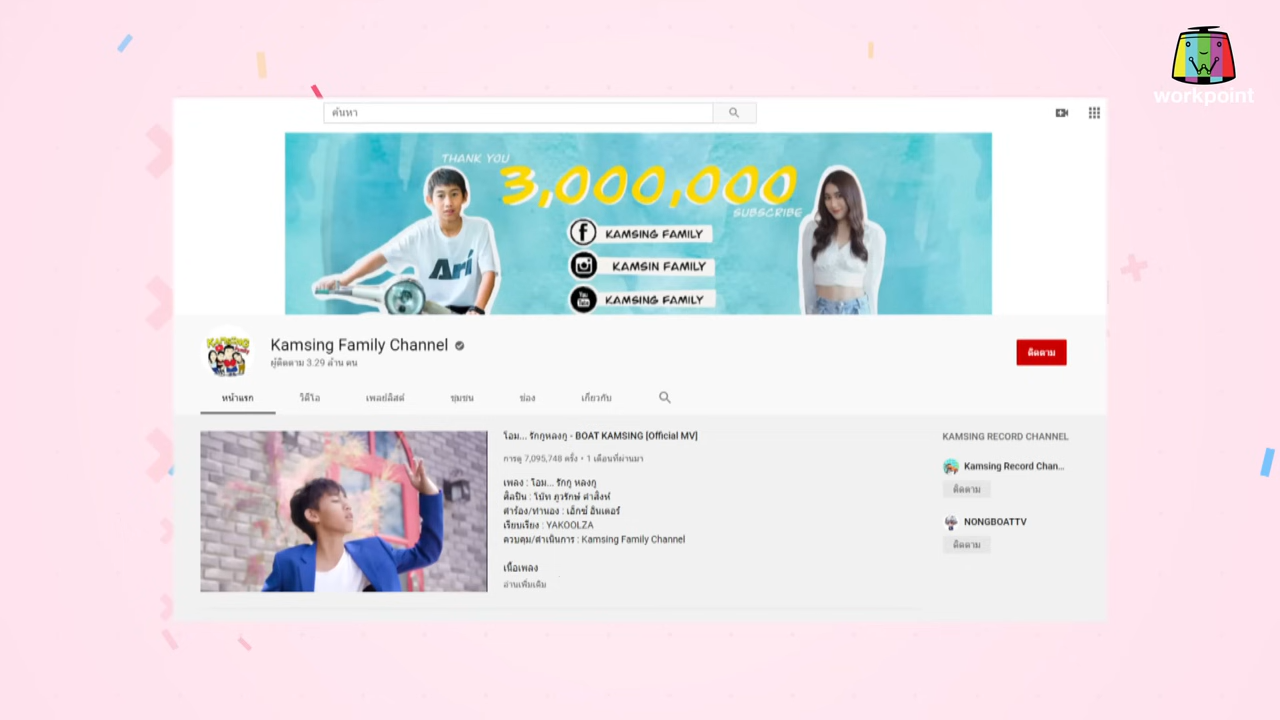 workpoint
ค้นหา
THANK YOU
3,000,000
SUBSCRIBE
KAMSING FAMILY
KAMSIN FAMILY
You Tube
KAMSING FAMILY
Ari
KAMSING
Kamsing Family Channel
ผู้ติดตาม 3.29 ล้าน คน
ติดตาม
หน้าแรก
วิดีโอ
เพลย์ลิสต์
ชุมชน
ช่อง
เกี่ยวกับ
โอม... รักกูหลงกู - BOAT KAMSING [Official MV]
การดู 7,095,748 ครั้ง • 1 เดือนที่ผ่านมา
เพลง : โอม... รักกู หลงกู
ศิลปิน : โบ๊ท ภูวรักษ์ คำสิงห์
คำร้อง/ทำนอง : เอ็กซ์ อินเตอร์
เรียบเรียง : YAKOOLZA
ควบคุม/ดำเนินการ : Kamsing Family Channel
เนื้อเพลง
อ่านเพิ่มเติม
KAMSING RECORD CHANNEL
Kamsing Record Chan...
ติดตาม
NONGBOATTV
ติดตาม